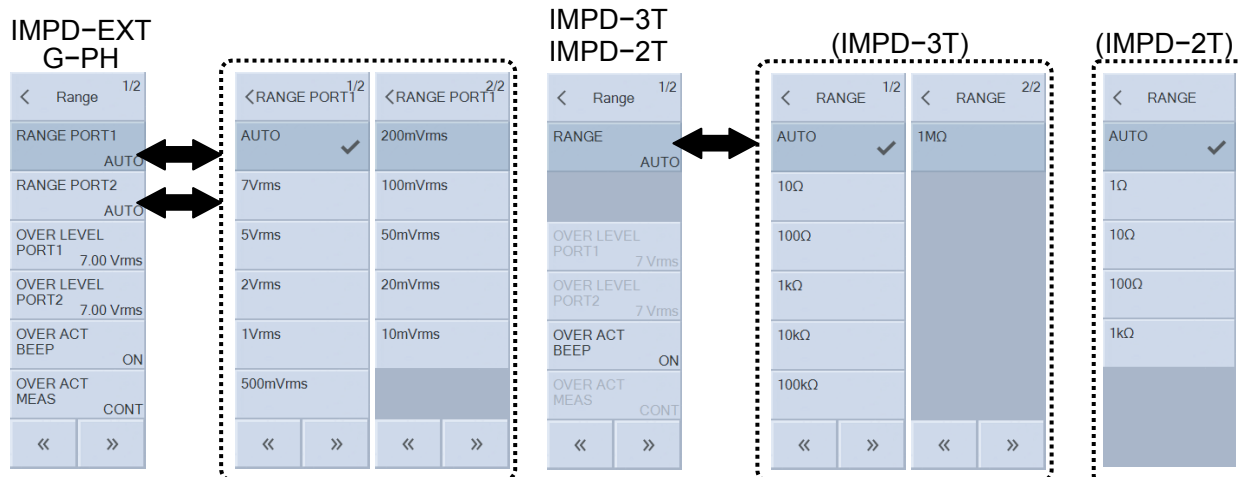 IMPD−EXT
G−PH
1/2
< Range
RANGE PORT1
AUTO
RANGE PORT2
AUTO
OVER LEVEL
PORT1
7.00 Vrms
OVER LEVEL
PORT2
7.00 Vrms
OVER ACT
BEEP
ON
OVER ACT
MEAS
CONT
« »
1/2
<RANGE PORT1
AUTO ✓
7Vrms
5Vrms
2Vrms
1Vrms
500mVrms
« »
2/2
<RANGE PORT1
200mVrms
100mVrms
50mVrms
20mVrms
10mVrms
« »
IMPD−3T
IMPD−2T
1/2
< Range
RANGE
AUTO
OVER LEVEL
PORT1
7 Vrms
OVER LEVEL
PORT2
7 Vrms
OVER ACT
BEEP
ON
OVER ACT
MEAS
CONT
« »
(IMPD−3T)
1/2
< RANGE
AUTO ✓
10Ω
100Ω
1kΩ
10kΩ
100kΩ
« »
2/2
< RANGE
1MΩ
« »
(IMPD−2T)
< RANGE
AUTO ✓
1Ω
10Ω
100Ω
1kΩ